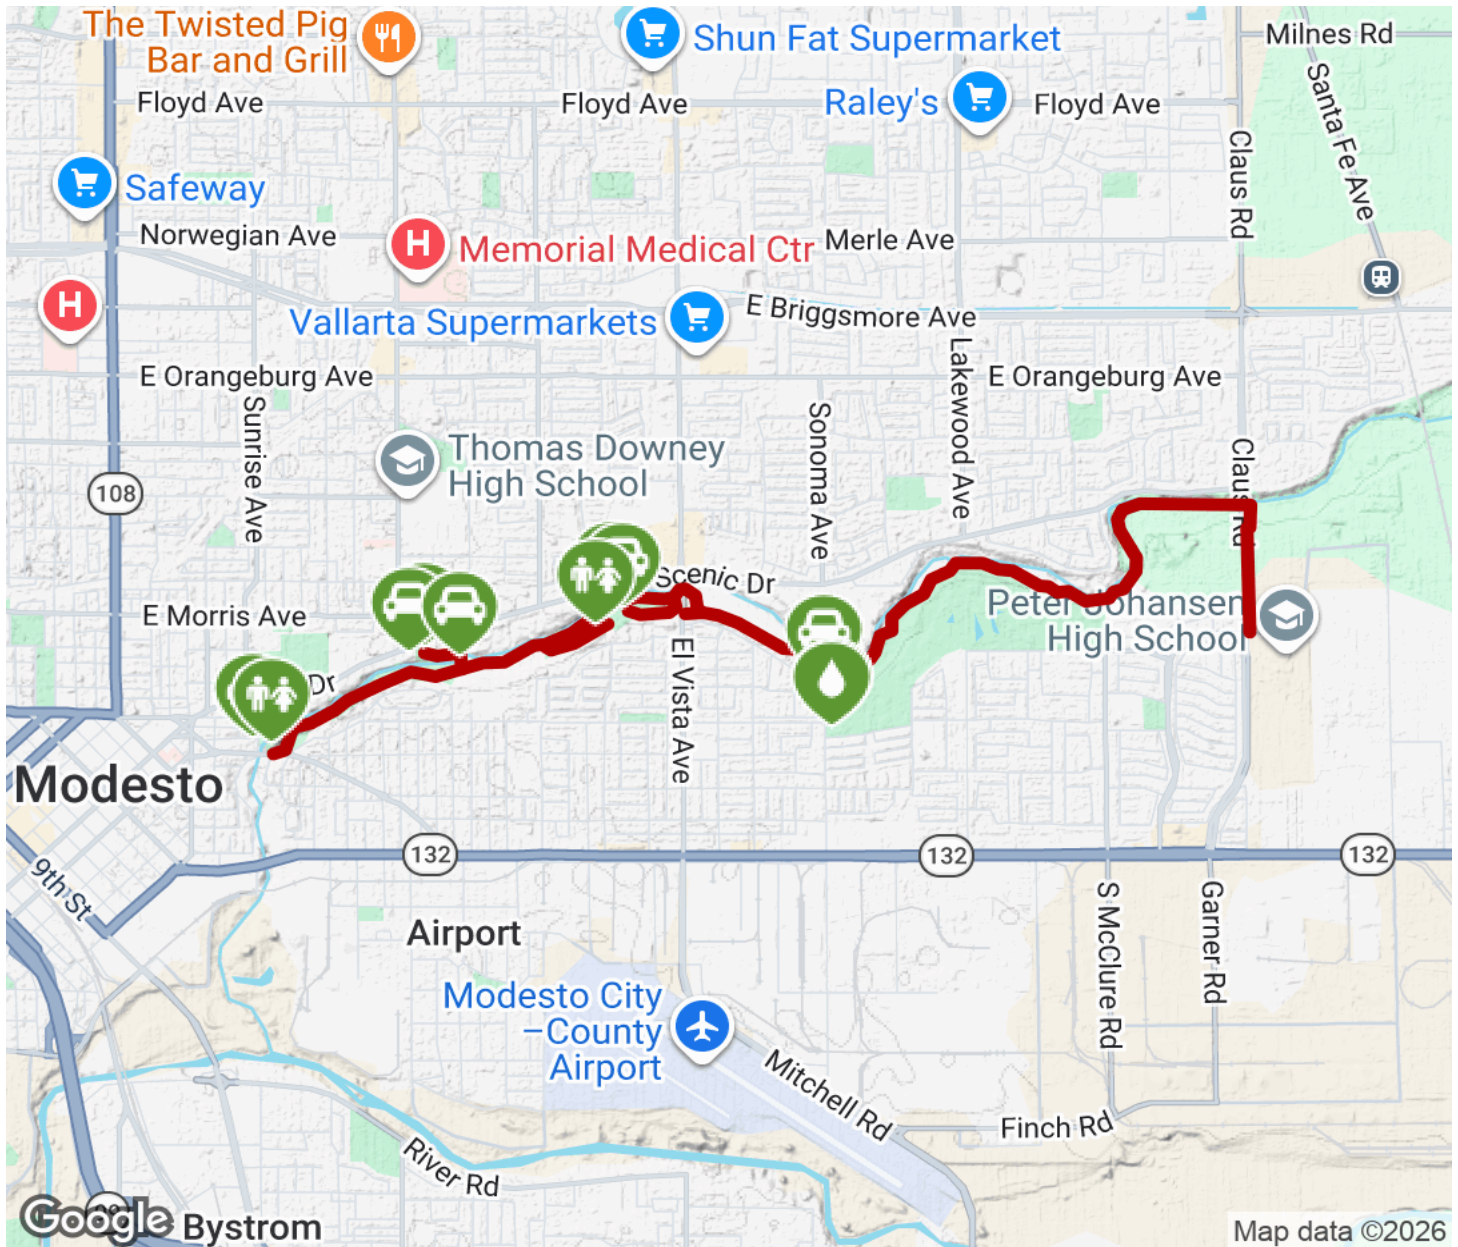 The Twisted Pig
Bar and Grill
Shun Fat Supermarket
Milnes Rd
Floyd Ave
Floyd Ave
Raley's
Floyd Ave
Santa Fe Ave
Claus Rd
Safeway
Norwegian Ave
H
Memorial Medical Ctr
Merle Ave
H
Vallarta Supermarkets
E Briggsmore Ave
E Orangeburg Ave
Lakewood Ave
E Orangeburg Ave
Sunrise Ave
Sonoma Ave
Thomas Downey
High School
Claus Rd
108
Scenic Dr
E Morris Ave
Peter Johansen
High School
Dr
El Vista Ave
Modesto
132
132
132
9th St
S McClure Rd
Garner Rd
Airport
Modesto City
–County
Airport
Mitchell Rd
Finch Rd
River Rd
Google
Bystrom
Map data ©2026